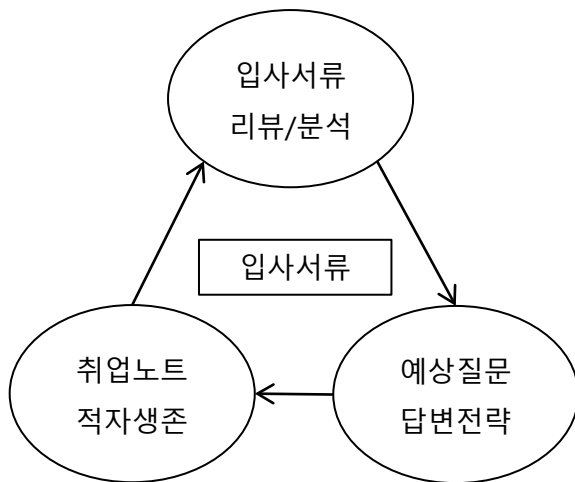 입사서류
리뷰/분석
입사서류
취업노트
적자생존
예상질문
답변전략